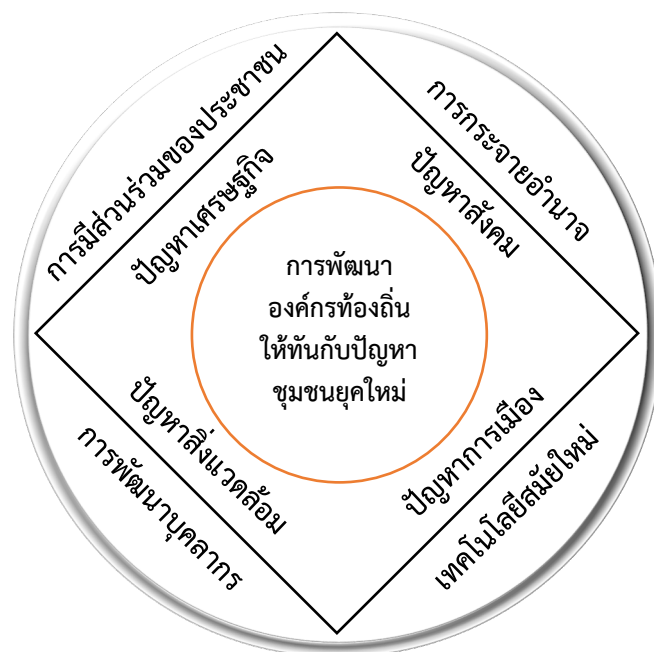 การมีส่วนร่วมของประชาชน
การกระจายอำนาจ
ปัญหาเศรษฐกิจ
ปัญหาสังคม
การพัฒนา
องค์กรท้องถิ่น
ให้ทันกับปัญหา
ชุมชนยุคใหม่
ปัญหาสิ่งแวดล้อม
ปัญหาการเมือง
การพัฒนาบุคลากร
เทคโนโลยีสมัยใหม่